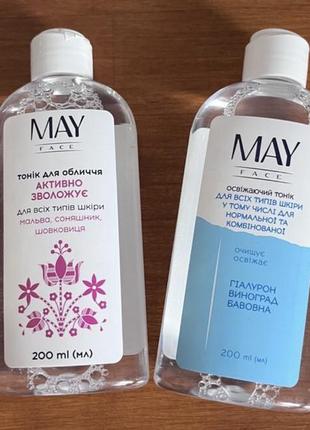 MAY
FACE
тонік для обличчя
АКТИВНО
ЗВОЛОЖУЄ
для всіх типів шкіри
мальва, соняшник,
шовковиця
200 ml (мл)
MAY
FACE
освіжаючий тонік
для всіх типів шкіри
у тому числі для
нормальної та
комбінованої
очищує
освіжає
ГІАЛУРОН
ВИНОГРАД
БАВОВНА
200 ml (мл)